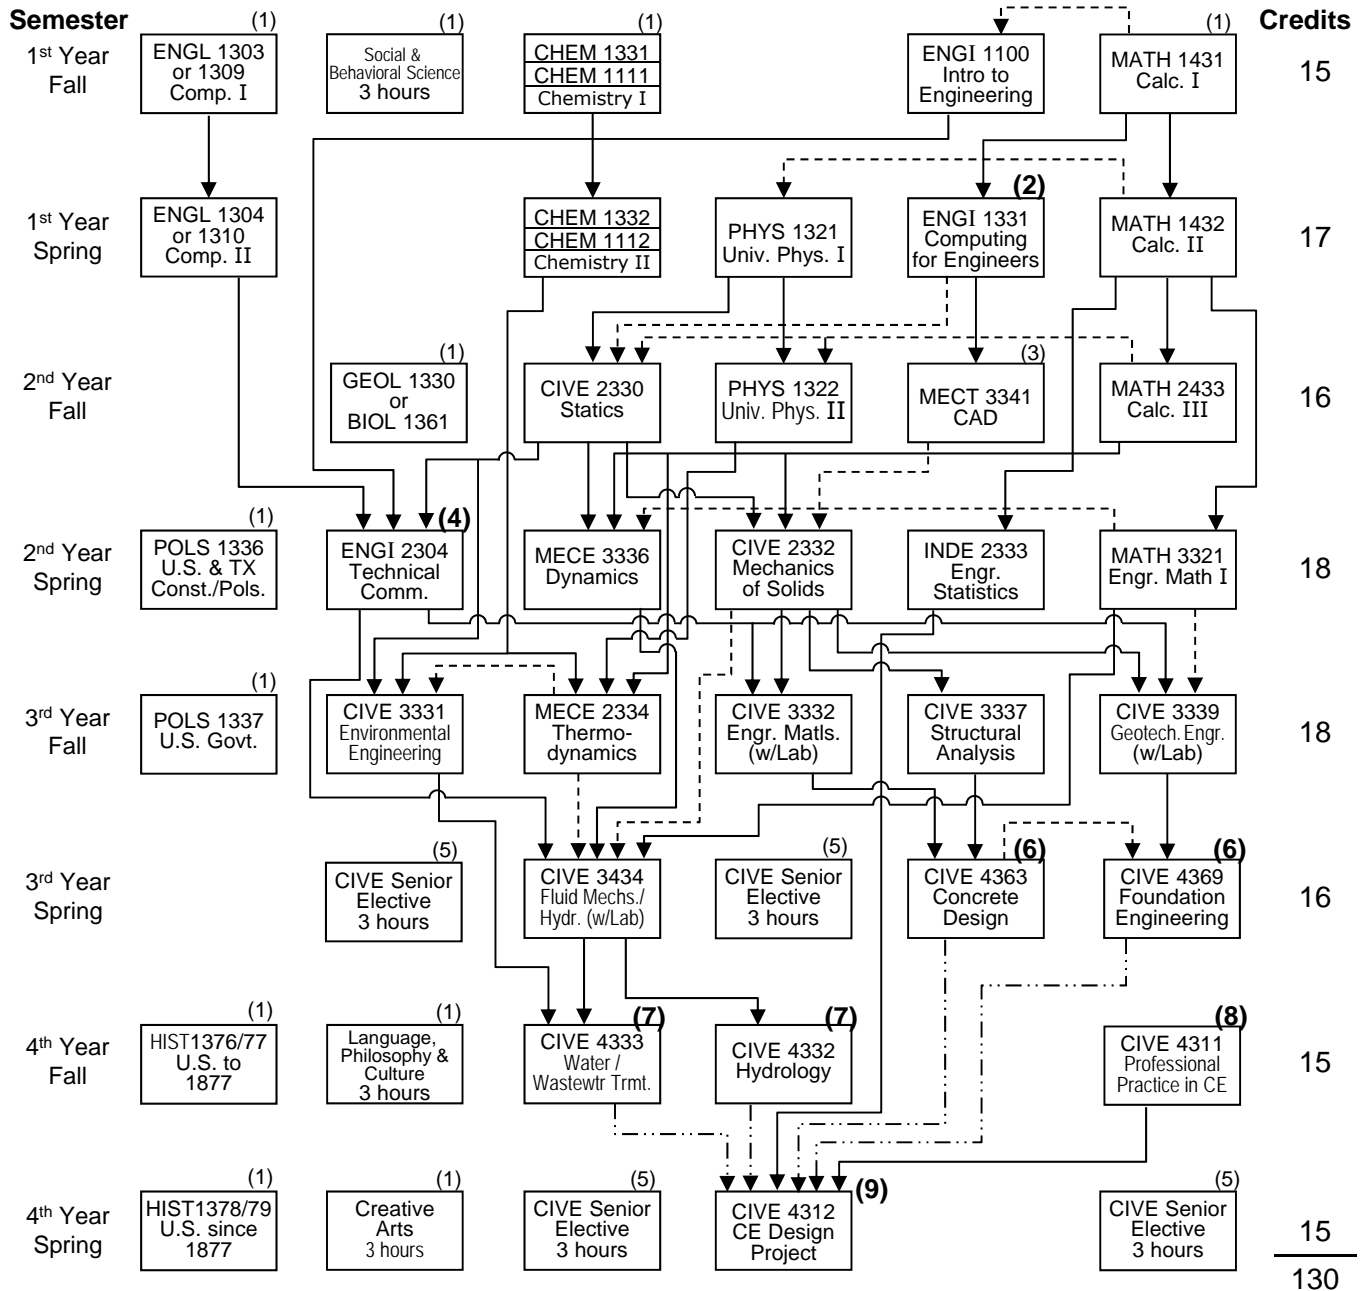 Semester
Credits
1st Year
Fall
(1)
ENGL 1303
or 1309
Comp. I
(1)
Social &
Behavioral Science
3 hours
(1)
CHEM 1331
CHEM 1111
Chemistry I
ENGI 1100
Intro to
Engineering
(1)
MATH 1431
Calc. I
15
1st Year
Spring
ENGL 1304
or 1310
Comp. II
CHEM 1332
CHEM 1112
Chemistry II
PHYS 1321
Univ. Phys. I
(2)
ENGI 1331
Computing
for Engineers
MATH 1432
Calc. II
17
2nd Year
Fall
(1)
GEOL 1330
or
BIOL 1361
CIVE 2330
Statics
PHYS 1322
Univ. Phys. II
(3)
MECT 3341
CAD
MATH 2433
Calc. III
16
2nd Year
Spring
(1)
POLS 1336
U.S. & TX
Const./Pols.
(4)
ENGI 2304
Technical
Comm.
MECE 3336
Dynamics
CIVE 2332
Mechanics
of Solids
INDE 2333
Engr.
Statistics
MATH 3321
Engr. Math I
18
3rd Year
Fall
(1)
POLS 1337
U.S. Govt.
CIVE 3331
Environmental
Engineering
MECE 2334
Thermo-
dynamics
CIVE 3332
Engr. Matls.
(w/Lab)
CIVE 3337
Structural
Analysis
CIVE 3339
Geotech. Engr.
(w/Lab)
18
3rd Year
Spring
(5)
CIVE Senior
Elective
3 hours
CIVE 3434
Fluid Mechs./
Hydr. (w/Lab)
(5)
CIVE Senior
Elective
3 hours
(6)
CIVE 4363
Concrete
Design
(6)
CIVE 4369
Foundation
Engineering
16
4th Year
Fall
(1)
HIST1376/77
U.S. to
1877
(1)
Language,
Philosophy &
Culture
3 hours
(7)
CIVE 4333
Water /
Wastewtr Trmt.
(7)
CIVE 4332
Hydrology
(8)
CIVE 4311
Professional
Practice in CE
15
4th Year
Spring
(1)
HIST1378/79
U.S. since
1877
(1)
Creative
Arts
3 hours
(5)
CIVE Senior
Elective
3 hours
(9)
CIVE 4312
CE Design
Project
(5)
CIVE Senior
Elective
3 hours
15
130